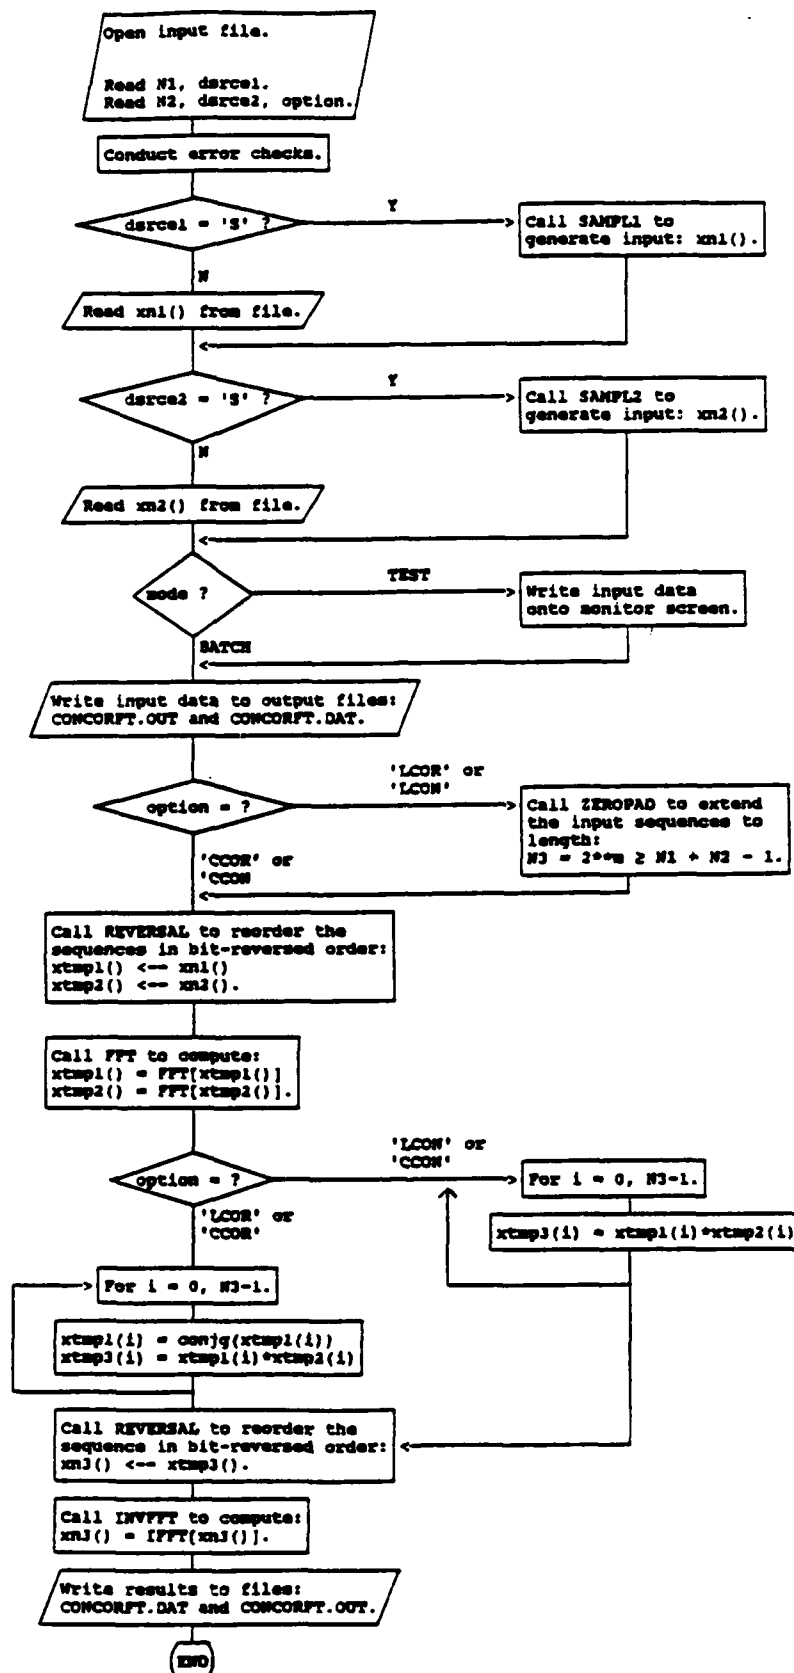 Open input file.
Read N1, dsrce1.
Read N2, dsrce2, option.
Conduct error checks.
dsrce1 = 'S' ?
Y
Call SAMPL1 to
generate input: xn1().
N
Read xn1() from file.
dsrce2 = 'S' ?
Y
Call SAMPL2 to
generate input: xn2().
N
Read xn2() from file.
mode ?
TEST
Write input data
onto monitor screen.
BATCH
Write input data to output files:
CONCORFT.OUT and CONCORFT.DAT.
option = ?
'LCOR' or
'LCON'
Call ZEROPAD to extend
the input sequences to
length:
N3 = 2**m ≥ N1 + N2 - 1.
'CCOR' or
'CCON
Call REVERSAL to reorder the
sequences in bit-reversed order:
xtmp1() <-- xn1()
xtmp2() <-- xn2().
Call FFT to compute:
xtmp1() = FFT[xtmp1()]
xtmp2() = FFT[xtmp2()].
option = ?
'LCON' or
'CCON'
For i = 0, N3-1.
xtmp3(i) = xtmp1(i)*xtmp2(i)
'LCOR' or
'CCOR'
For i = 0, N3-1.
xtmp1(i) = conjg(xtmp1(i))
xtmp3(i) = xtmp1(i)*xtmp2(i)
Call REVERSAL to reorder the
sequence in bit-reversed order:
xn3() <-- xtmp3().
Call INVFFT to compute:
xn3() = IFFT[xn3()].
Write results to files:
CONCORFT.DAT and CONCORFT.OUT.
END